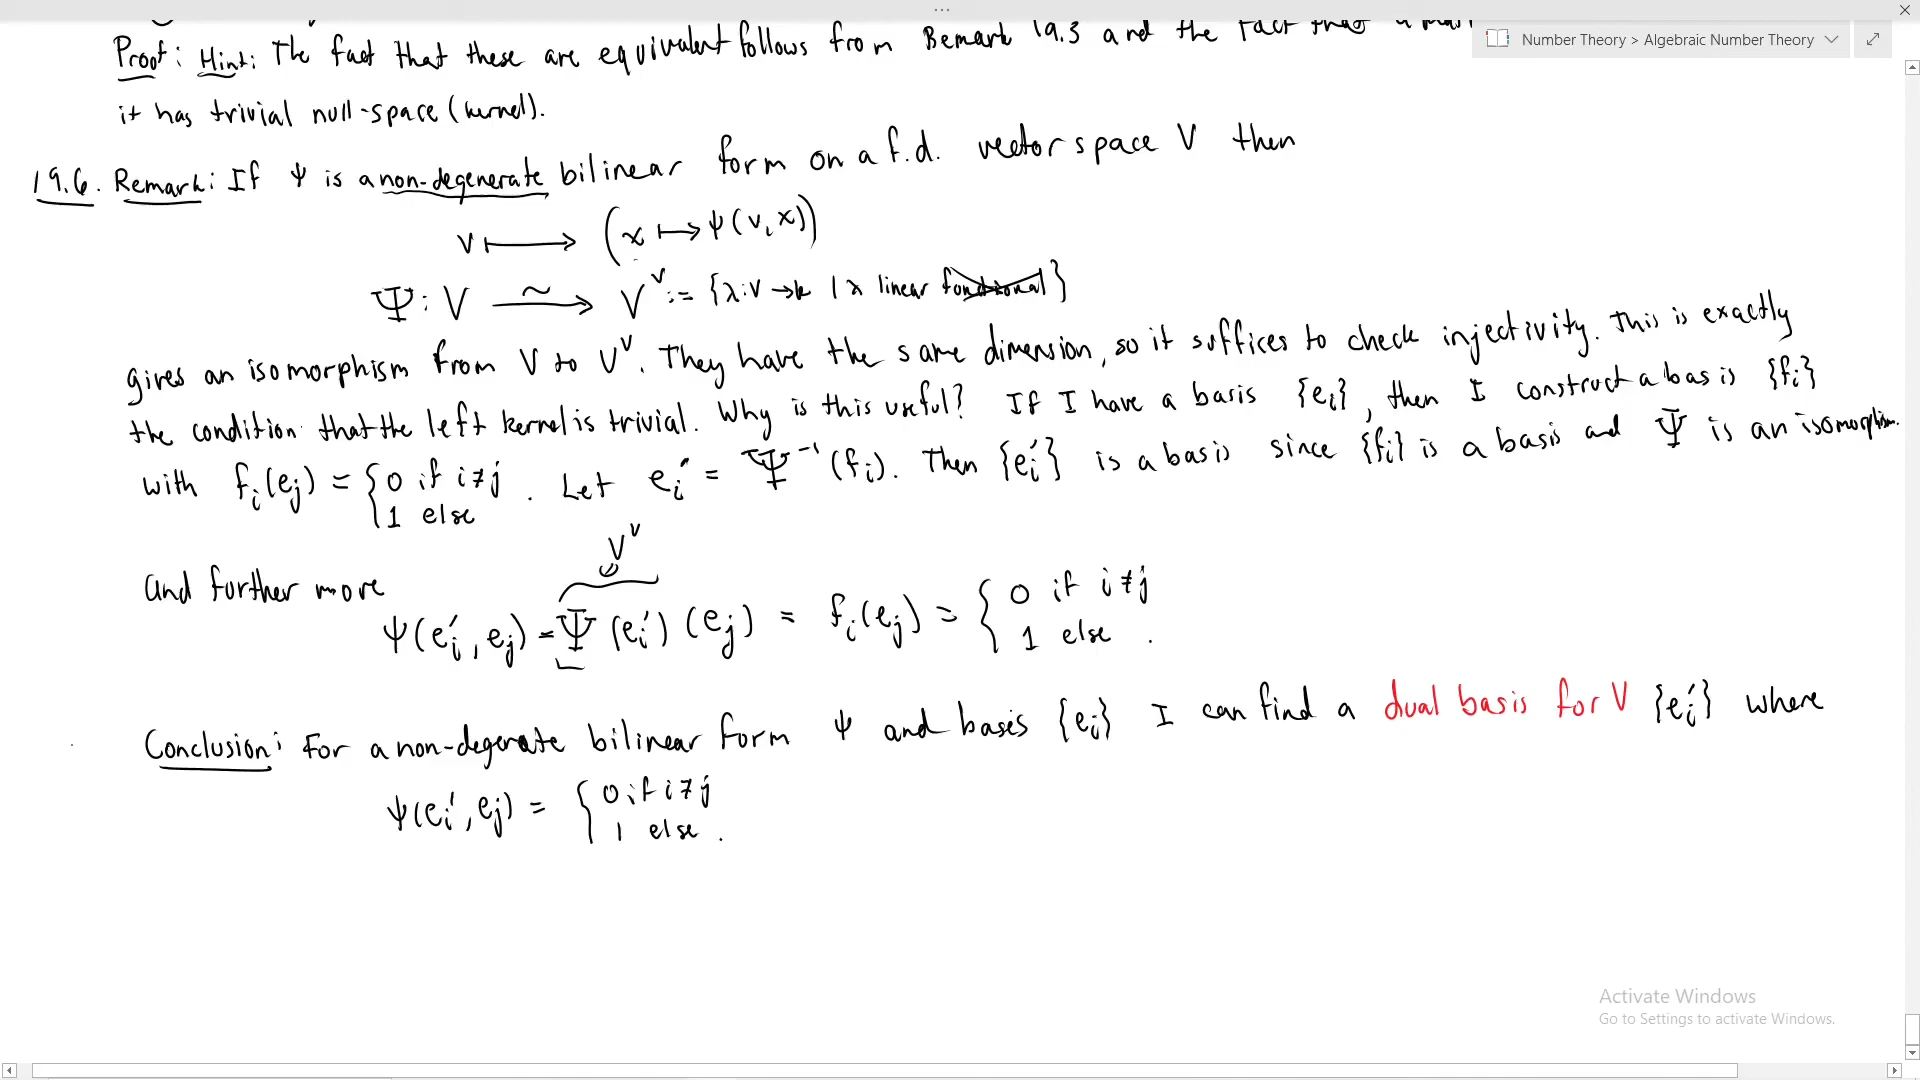 Number Theory > Algebraic Number Theory
Proof: Hint: The fact that these are equivalent follows from Remark 19.3 and the fact that a
it has trivial null-space (kernel).
19.6. Remark: If ψ is a non-degenerate bilinear form on a f.d. vector space V then
v ⟼ (x ⟼ ψ(v, x))
Ψ: V ⥲ V^∨ := {λ: V → k | λ linear functional}
gives an isomorphism from V to V^∨. They have the same dimension, so it suffices to check injectivity. This is exactly
the condition that the left kernel is trivial. Why is this useful? If I have a basis {e_i}, then I construct a basis {f_i}
with f_i(e_j) = { 0 if i≠j
1 else . Let e_i' = Ψ^{-1}(f_i). Then {e_i'} is a basis since {f_i} is a basis and Ψ is an isomorphism.
V^∨
and further more
ψ(e_i', e_j) = Ψ(e_i')(e_j) = f_i(e_j) = { 0 if i≠j
1 else .
Conclusion: For a non-degerate bilinear form ψ and basis {e_i} I can find a dual basis for V {e_i'} where
ψ(e_i', e_j) = { 0 if i≠j
1 else .
Activate Windows
Go to Settings to activate Windows.